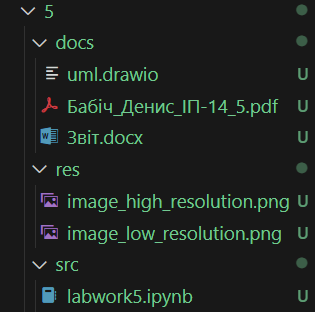 5
docs
uml.drawio U
Бабіч_Денис_ІП-14_5.pdf U
Звіт.docx U
res
image_high_resolution.png U
image_low_resolution.png U
src
labwork5.ipynb U